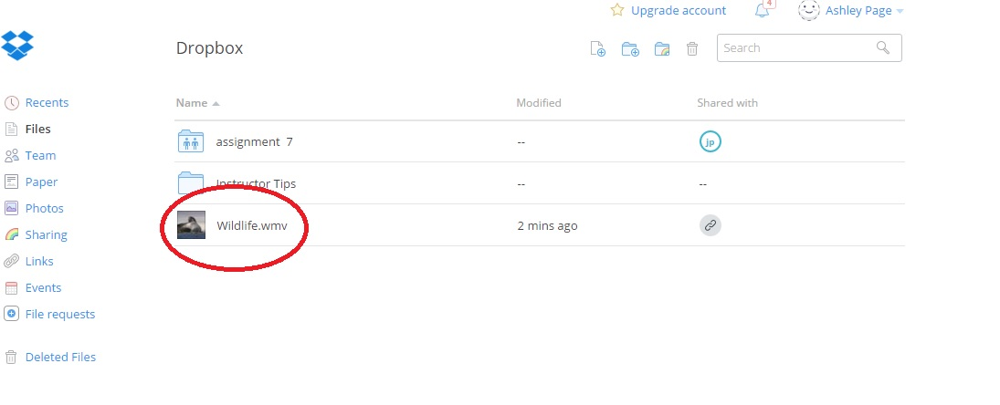 Upgrade account 4 Ashley Page
Dropbox Search
Recents
Name Modified Shared with
Files
assignment 7 -- jp
Team
Paper
Instructor Tips -- --
Photos
Wildlife.wmv 2 mins ago
Sharing
Links
Events
File requests
Deleted Files